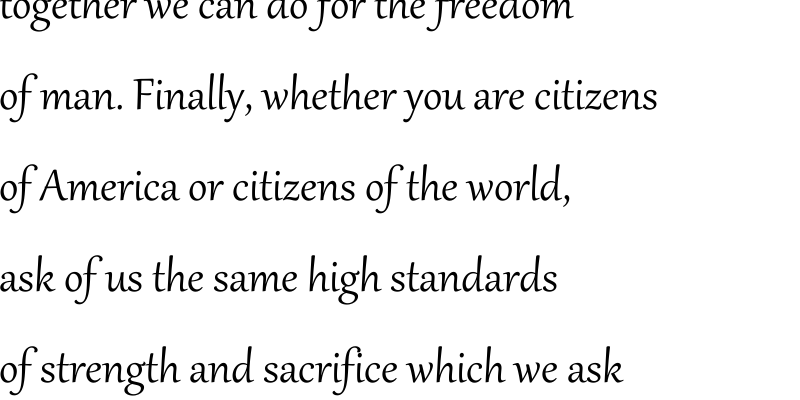 together we can do for the freedom
of man. Finally, whether you are citizens
of America or citizens of the world,
ask of us the same high standards
of strength and sacrifice which we ask